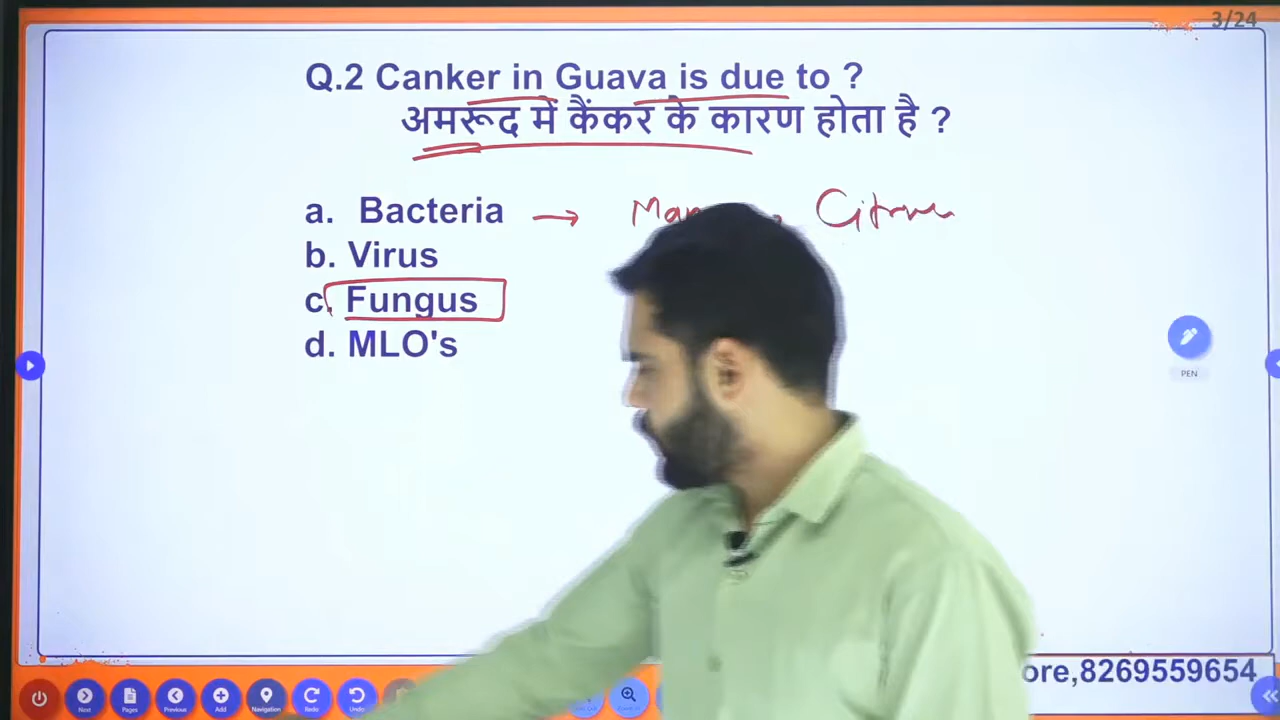 3/24
Q.2 Canker in Guava is due to ?
अमरूद में कैंकर के कारण होता है ?
a. Bacteria → Citrus
b. Virus
c. Fungus
d. MLO's
PEN
ore,8269559654
Next Pages Previous Add Navigation Redo Undo